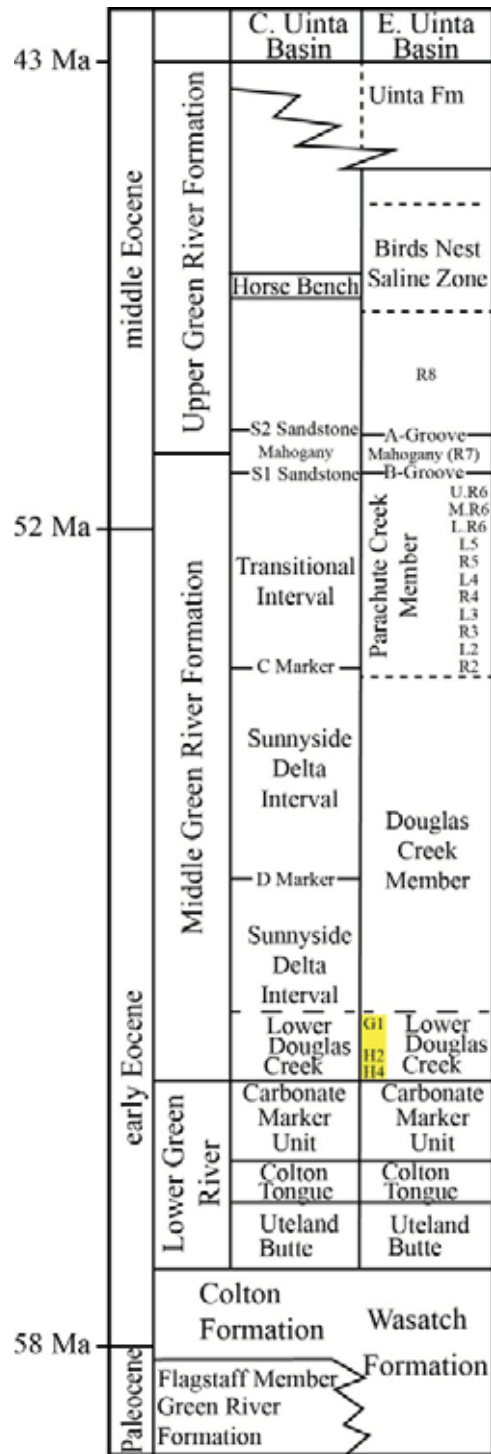 C. Uinta
Basin
E. Uinta
Basin
43 Ma
52 Ma
58 Ma
middle Eocene
early Eocene
Paleocene
Upper Green River Formation
Middle Green River Formation
Lower Green
River
Horse Bench
S2 Sandstone
Mahogany
S1 Sandstone
Transitional
Interval
C Marker
Sunnyside
Delta
Interval
D Marker
Sunnyside
Delta
Interval
Lower
Douglas
Creek
Carbonate
Marker
Unit
Colton
Tongue
Uteland
Butte
Uinta Fm
Birds Nest
Saline Zone
R8
A-Groove
Mahogany (R7)
B-Groove
Parachute Creek
Member
U.R6
M.R6
L.R6
L5
R5
L4
R4
L3
R3
L2
R2
Douglas
Creek
Member
G1
H2
H4
Lower
Douglas
Creek
Carbonate
Marker
Unit
Colton
Tongue
Uteland
Butte
Colton
Formation
Wasatch
Formation
Flagstaff Member
Green River
Formation